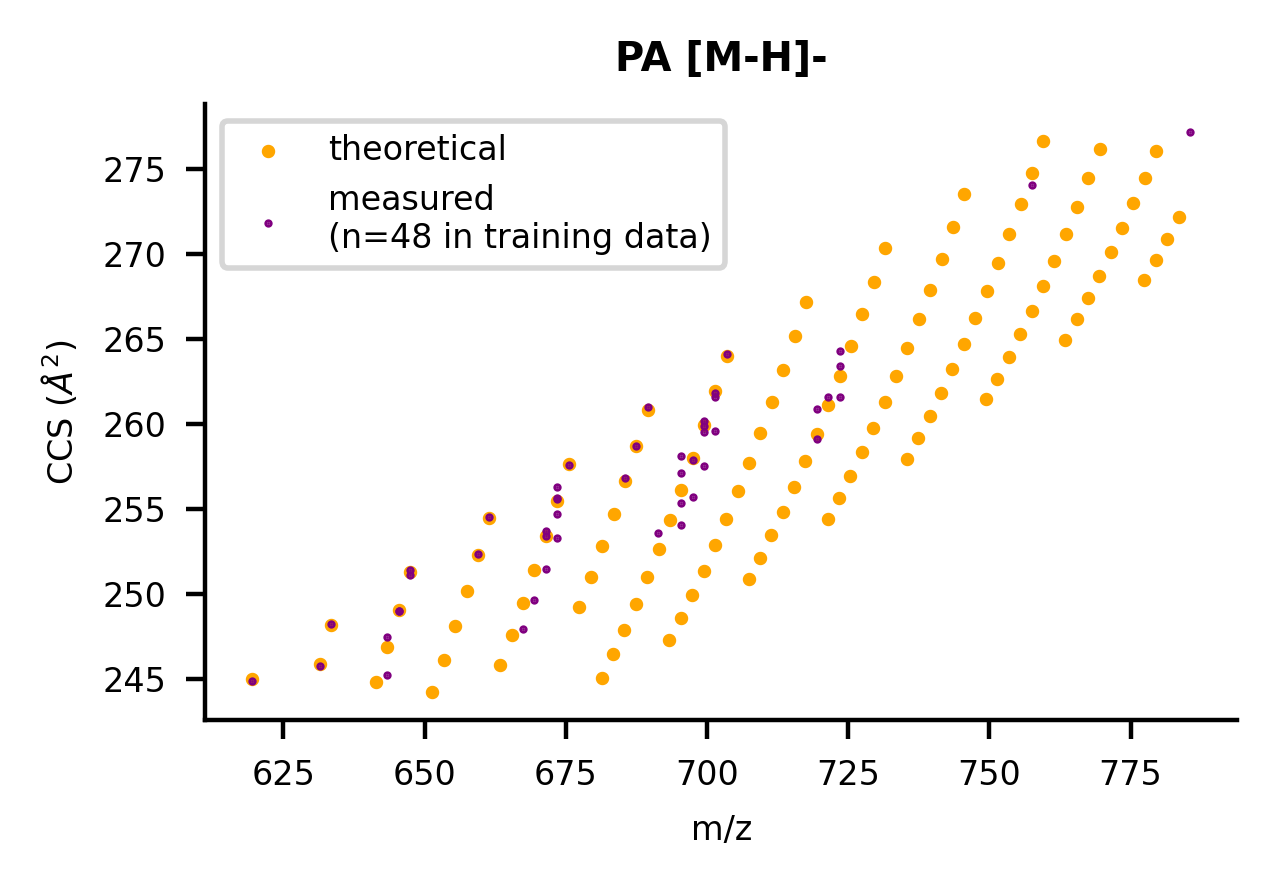 PA [M-H]-
theoretical
measured
(n=48 in training data)
CCS (Å²)
275
270
265
260
255
250
245
625 650 675 700 725 750 775
m/z